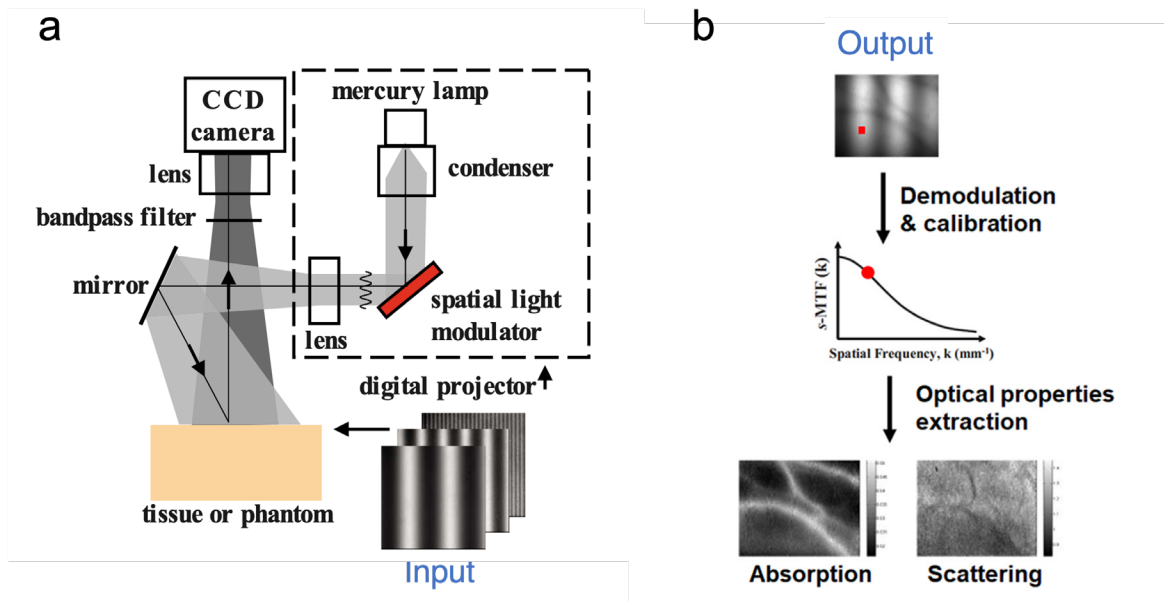 a
CCD
camera
lens
bandpass filter
mirror
mercury lamp
condenser
spatial light
modulator
lens
digital projector
tissue or phantom
Input
b
Output
Demodulation
& calibration
s-MTF (k)
Spatial Frequency, k (mm⁻¹)
Optical properties
extraction
Absorption
Scattering